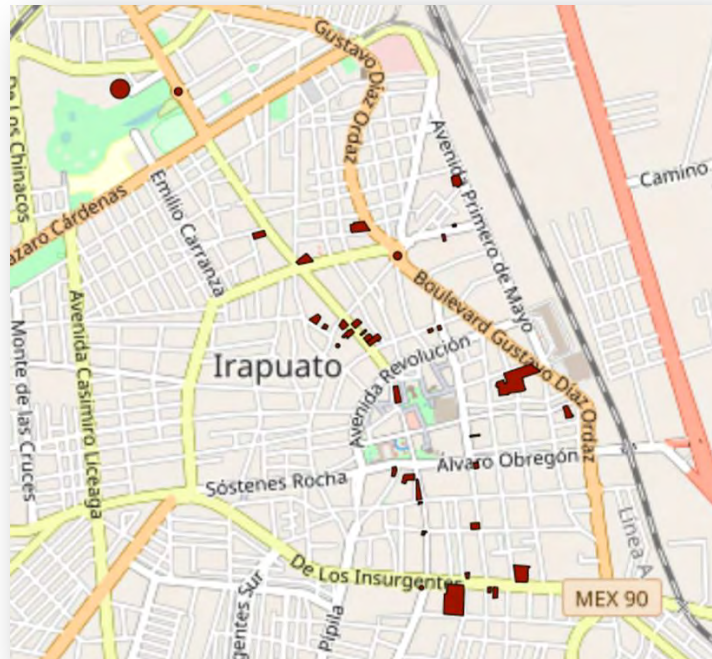 Gustavo Díaz Ordaz
De Los Chinacos
Avenida Primero de Mayo
Camino
Emilio Carranza
azaro Cárdenas
Boulevard Gustavo Díaz Ordaz
Avenida Casimiro Liceaga
Monte de las Cruces
Irapuato
Avenida Revolución
Alvaro Obregón
Sóstenes Rocha
Línea A
De Los Insurgentes
MEX 90
gentes Sur
Pipila